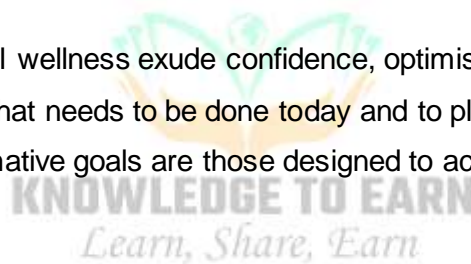 l wellness exude confidence, optimis
hat needs to be done today and to pl
native goals are those designed to ac
KNOWLEDGE TO EARN
Learn, Share, Earn